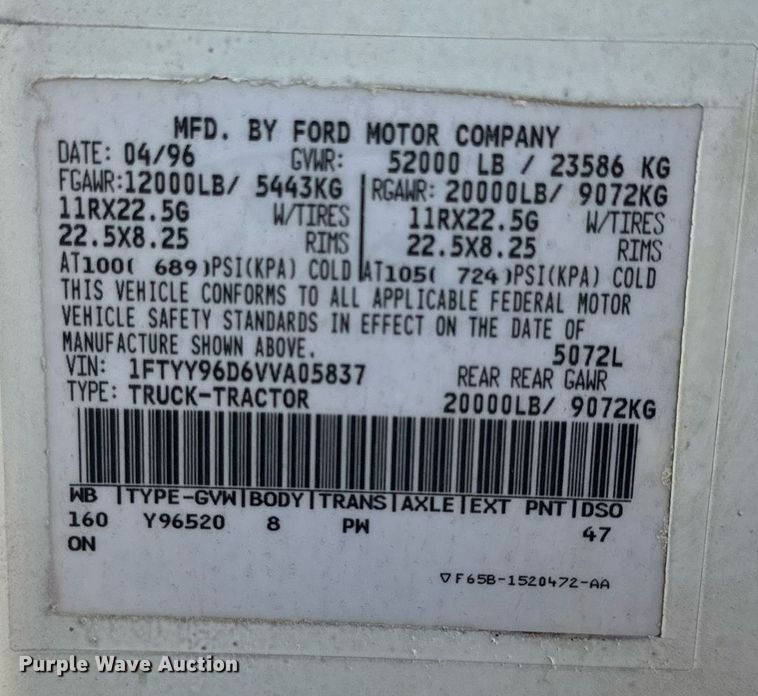 MFD. BY FORD MOTOR COMPANY
DATE: 04/96 GVWR: 52000 LB / 23586 KG
FGAWR:12000LB/ 5443KG RGAWR: 20000LB/ 9072KG
11RX22.5G W/TIRES 11RX22.5G W/TIRES
22.5X8.25 RIMS 22.5X8.25 RIMS
AT100( 689)PSI(KPA) COLD AT105( 724)PSI(KPA) COLD
THIS VEHICLE CONFORMS TO ALL APPLICABLE FEDERAL MOTOR
VEHICLE SAFETY STANDARDS IN EFFECT ON THE DATE OF
MANUFACTURE SHOWN ABOVE. 5072L
VIN: 1FTYY96D6VVA05837 REAR REAR GAWR
TYPE: TRUCK-TRACTOR 20000LB/ 9072KG
WB |TYPE-GVW|BODY|TRANS|AXLE|EXT PNT|DSO
160 Y96520 8 PW 47
ON
▽F65B-1520472-AA
Purple Wave Auction